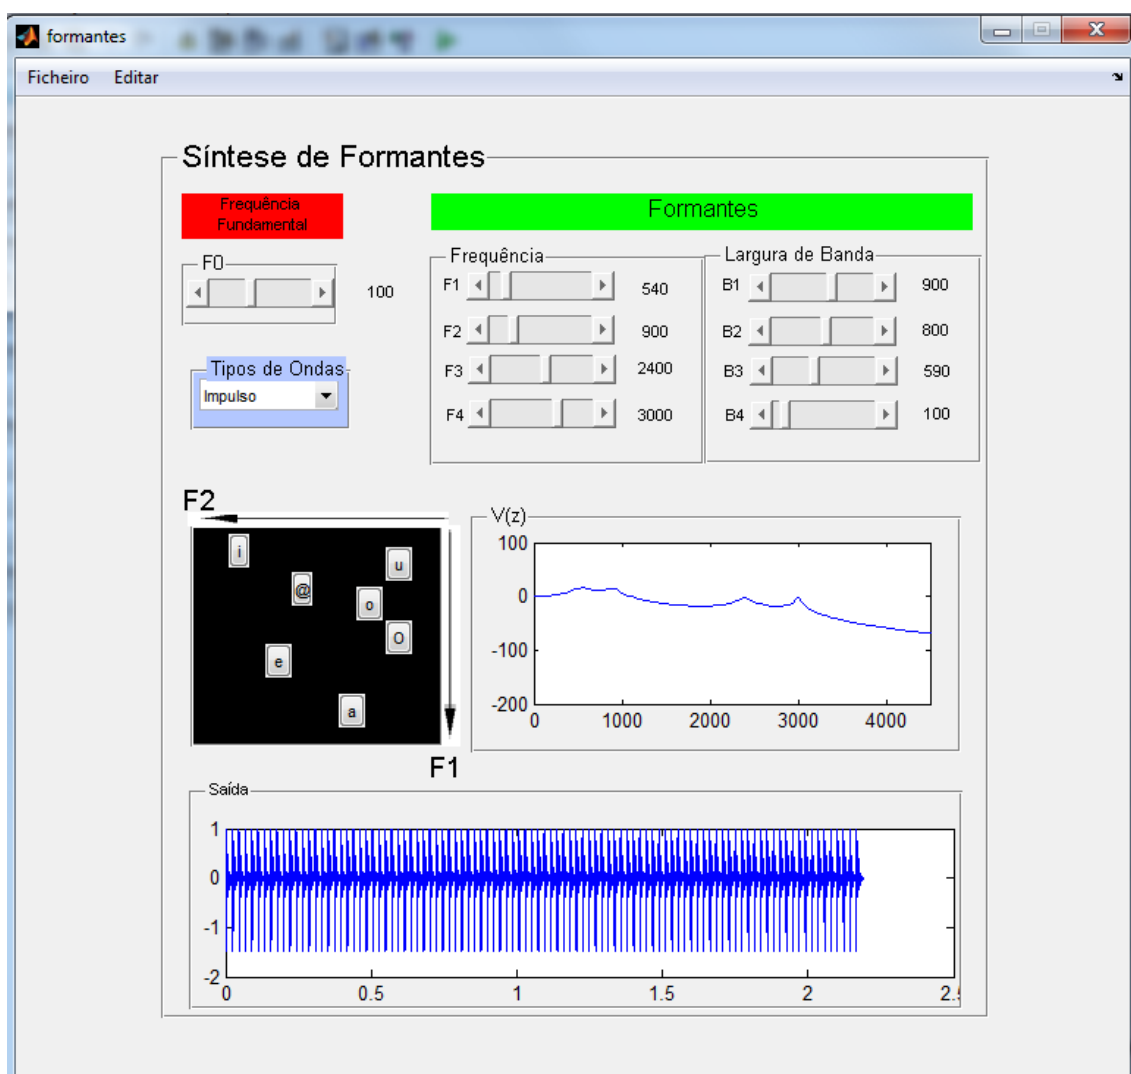 formantes
Ficheiro Editar
Síntese de Formantes
Frequência
Fundamental
Formantes
F0
100
Frequência
F1 540
F2 900
F3 2400
F4 3000
Largura de Banda
B1 900
B2 800
B3 590
B4 100
Tipos de Ondas
Impulso
F2
i
@
u
o
O
e
a
F1
V(z)
100
0
-100
-200
0 1000 2000 3000 4000
Saída
1
0
-1
-2
0 0.5 1 1.5 2 2.